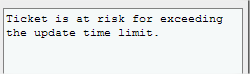 Ticket is at risk for exceeding
the update time limit.